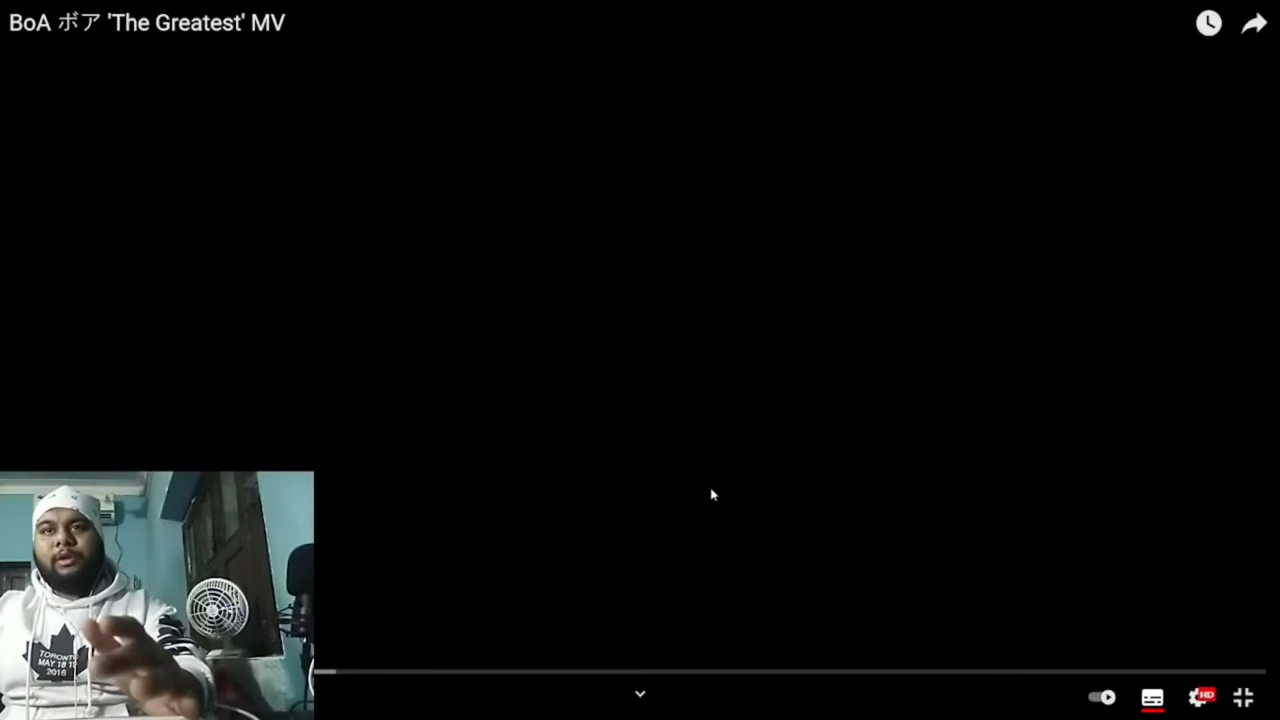 BoA ボア 'The Greatest' MV
TORONTO
MAY 18 19
2016
HD